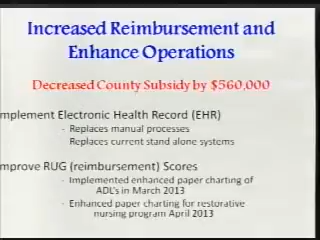 Increased Reimbursement and
Enhance Operations
Decreased County Subsidy by $560,000
mplement Electronic Health Record (EHR)
- Replaces manual processes
Replaces current stand alone systems
mprove RUG (reimbursement) Scores
- Implemented enhanced paper charting of
ADL's in March 2013
- Enhanced paper charting for restorative
nursing program April 2013